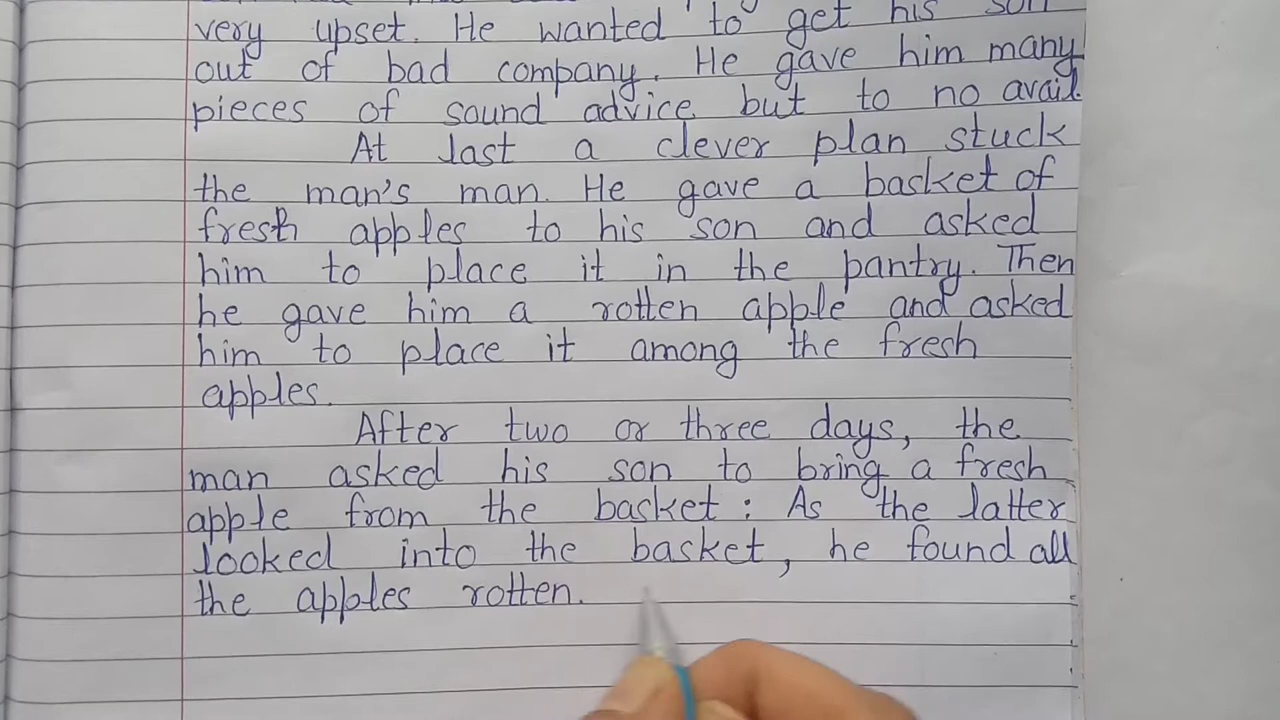 very upset. He wanted to get his son
out of bad company. He gave him many
pieces of sound advice but to no avail.
At last a clever plan stuck
the man's man. He gave a basket of
fresh apples to his son and asked
him to place it in the pantry. Then
he gave him a rotten apple and asked
him to place it among the fresh
apples.
After two or three days, the
man asked his son to bring a fresh
apple from the basket: As the latter
looked into the basket, he found all
the apples rotten.